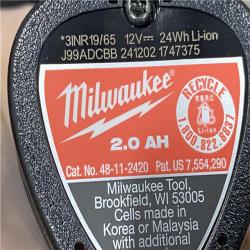 *3INR19/65 12V⎓ 24Wh Li-ion
J99ADCBB 241202 1747375
Milwaukee
2.0 AH
RECYCLE
RBRC
Li-ion
1.800.822.8837
Cat. No. 48-11-2420 Pat. US 7,554,290
Milwaukee Tool,
Brookfield, WI 53005
Cells made in
Korea or Malaysia
with additional